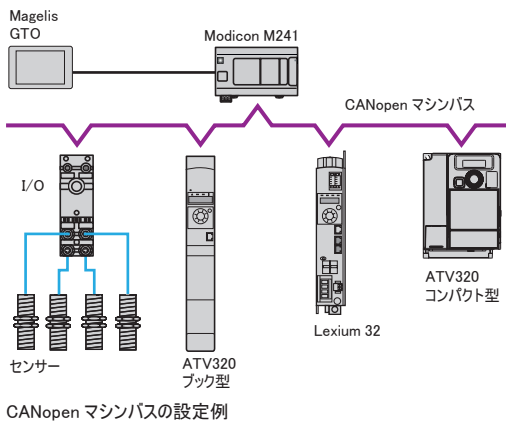 Magelis
GTO
Modicon M241
CANopen マシンバス
I/O
ATV320
コンパクト型
Lexium 32
センサー
ATV320
ブック型
CANopen マシンバスの設定例